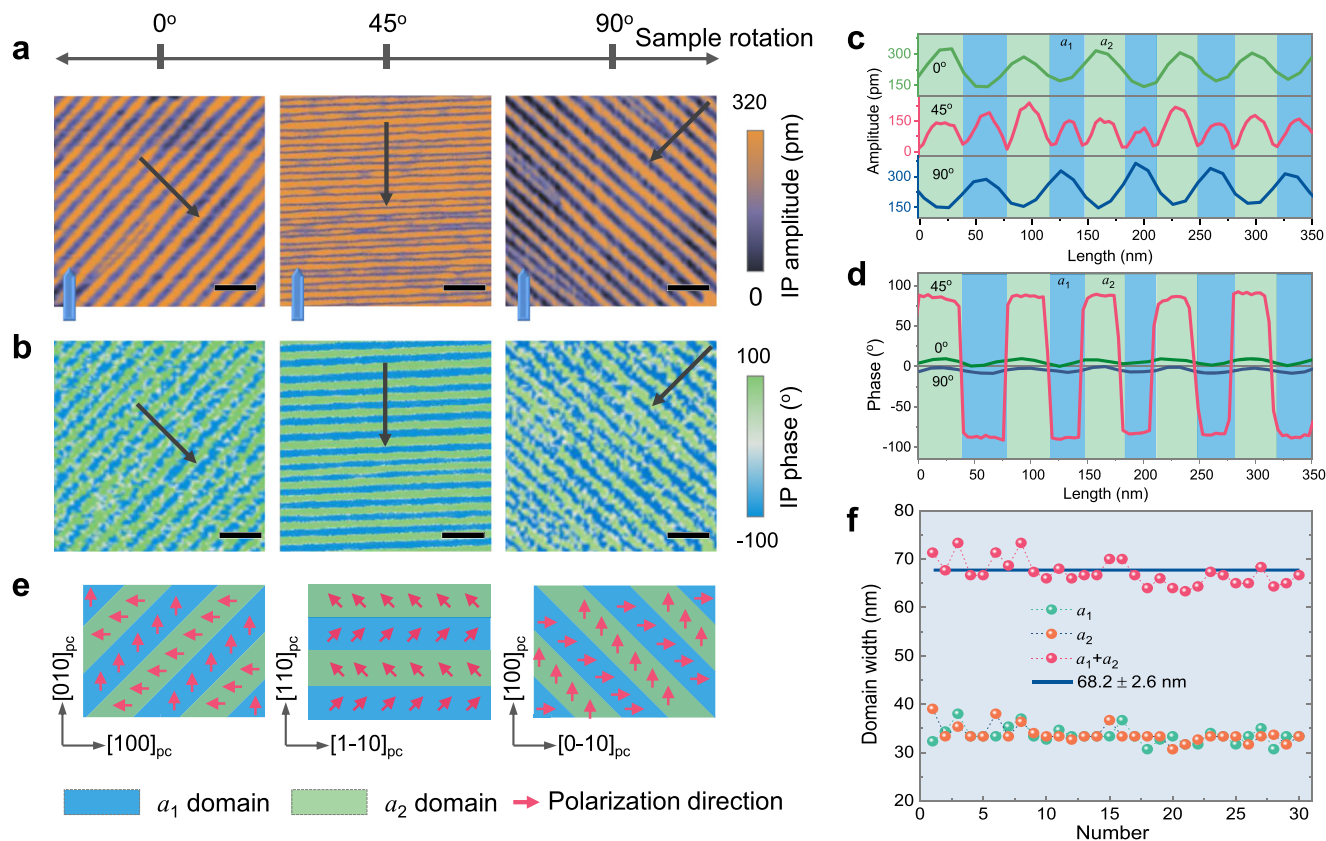 0° 45° 90°
Sample rotation
a
320
IP amplitude (pm)
0
b
100
IP phase (°)
-100
e
[010]pc
[100]pc
[110]pc
[1-10]pc
[100]pc
[0-10]pc
a1 domain
a2 domain
Polarization direction
c
a1 a2
0°
45°
90°
300
150
150
0
300
150
Amplitude (pm)
0 50 100 150 200 250 300 350
Length (nm)
d
a1 a2
45°
0°
90°
100
50
0
-50
-100
Phase (°)
0 50 100 150 200 250 300 350
Length (nm)
f
80
70
60
50
40
30
20
Domain width (nm)
a1
a2
a1+a2
68.2 ± 2.6 nm
0 5 10 15 20 25 30
Number